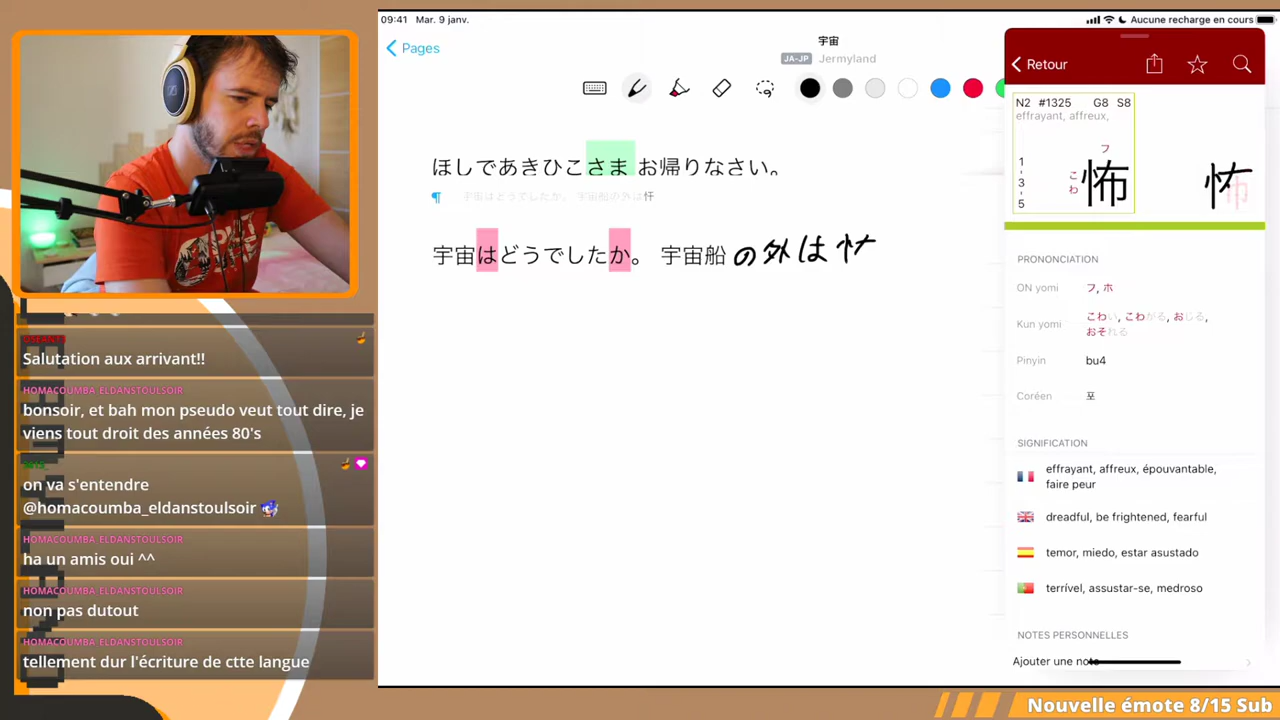 09:41 Mar. 9 janv.
Aucune recharge en cours
Pages
宇宙
JA-JP Jermyland
ほしであきひこさま お帰りなさい。
¶ 宇宙はどうでしたか。 宇宙船の外は忓
宇宙はどうでしたか。 宇宙船の外は
Retour
N2 #1325 G8 S8
effrayant, affreux,
フ
こわ
怖
1-3-5
PRONONCIATION
ON yomi フ, ホ
Kun yomi こわい, こわがる, おじる, おそれる
Pinyin bu4
Coréen 포
SIGNIFICATION
effrayant, affreux, épouvantable, faire peur
dreadful, be frightened, fearful
temor, miedo, estar asustado
terrível, assustar-se, medroso
NOTES PERSONNELLES
Ajouter une note
Salutation aux arrivant!!
HOMACOUMBA_ELDANSTOULSOIR
bonsoir, et bah mon pseudo veut tout dire, je
viens tout droit des années 80's
on va s'entendre
@homacoumba_eldanstoulsoir
HOMACOUMBA_ELDANSTOULSOIR
ha un amis oui ^^
HOMACOUMBA_ELDANSTOULSOIR
non pas dutout
HOMACOUMBA_ELDANSTOULSOIR
tellement dur l'écriture de ctte langue
Nouvelle émote 8/15 Sub